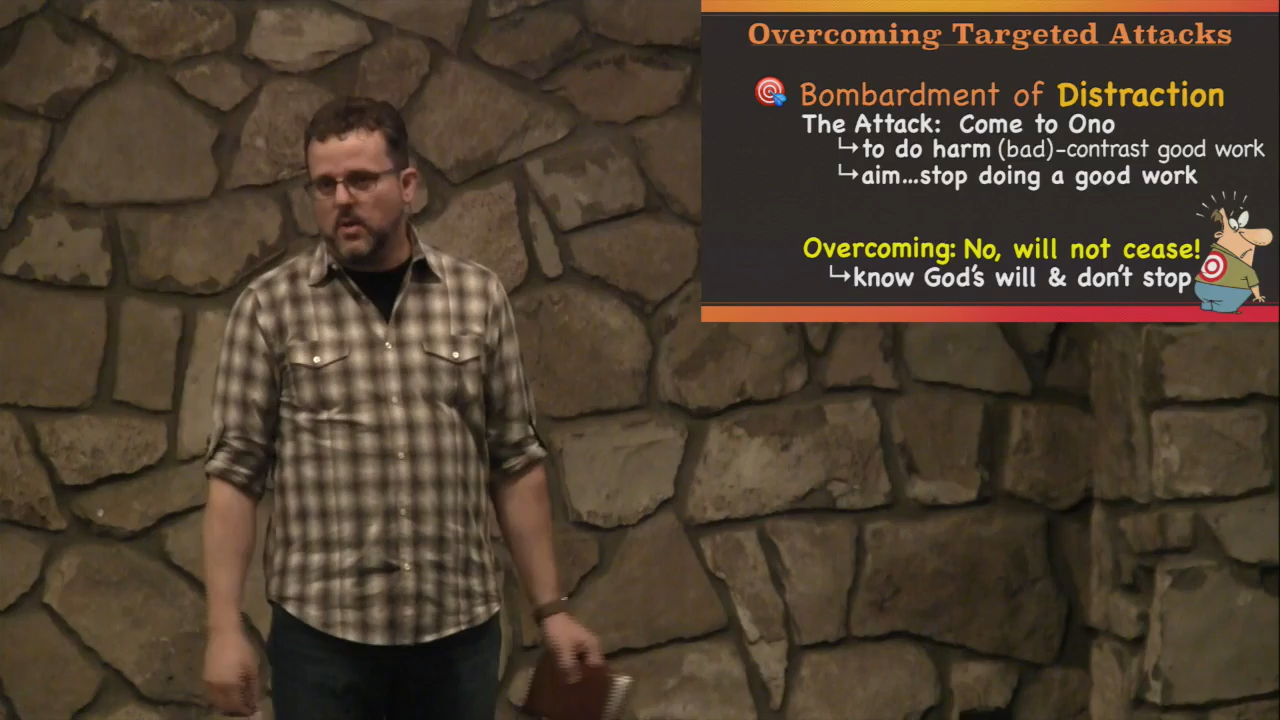 Overcoming Targeted Attacks
Bombardment of Distraction
The Attack: Come to Ono
↳to do harm (bad)-contrast good work
↳aim...stop doing a good work
Overcoming: No, will not cease!
↳know God's will & don't stop